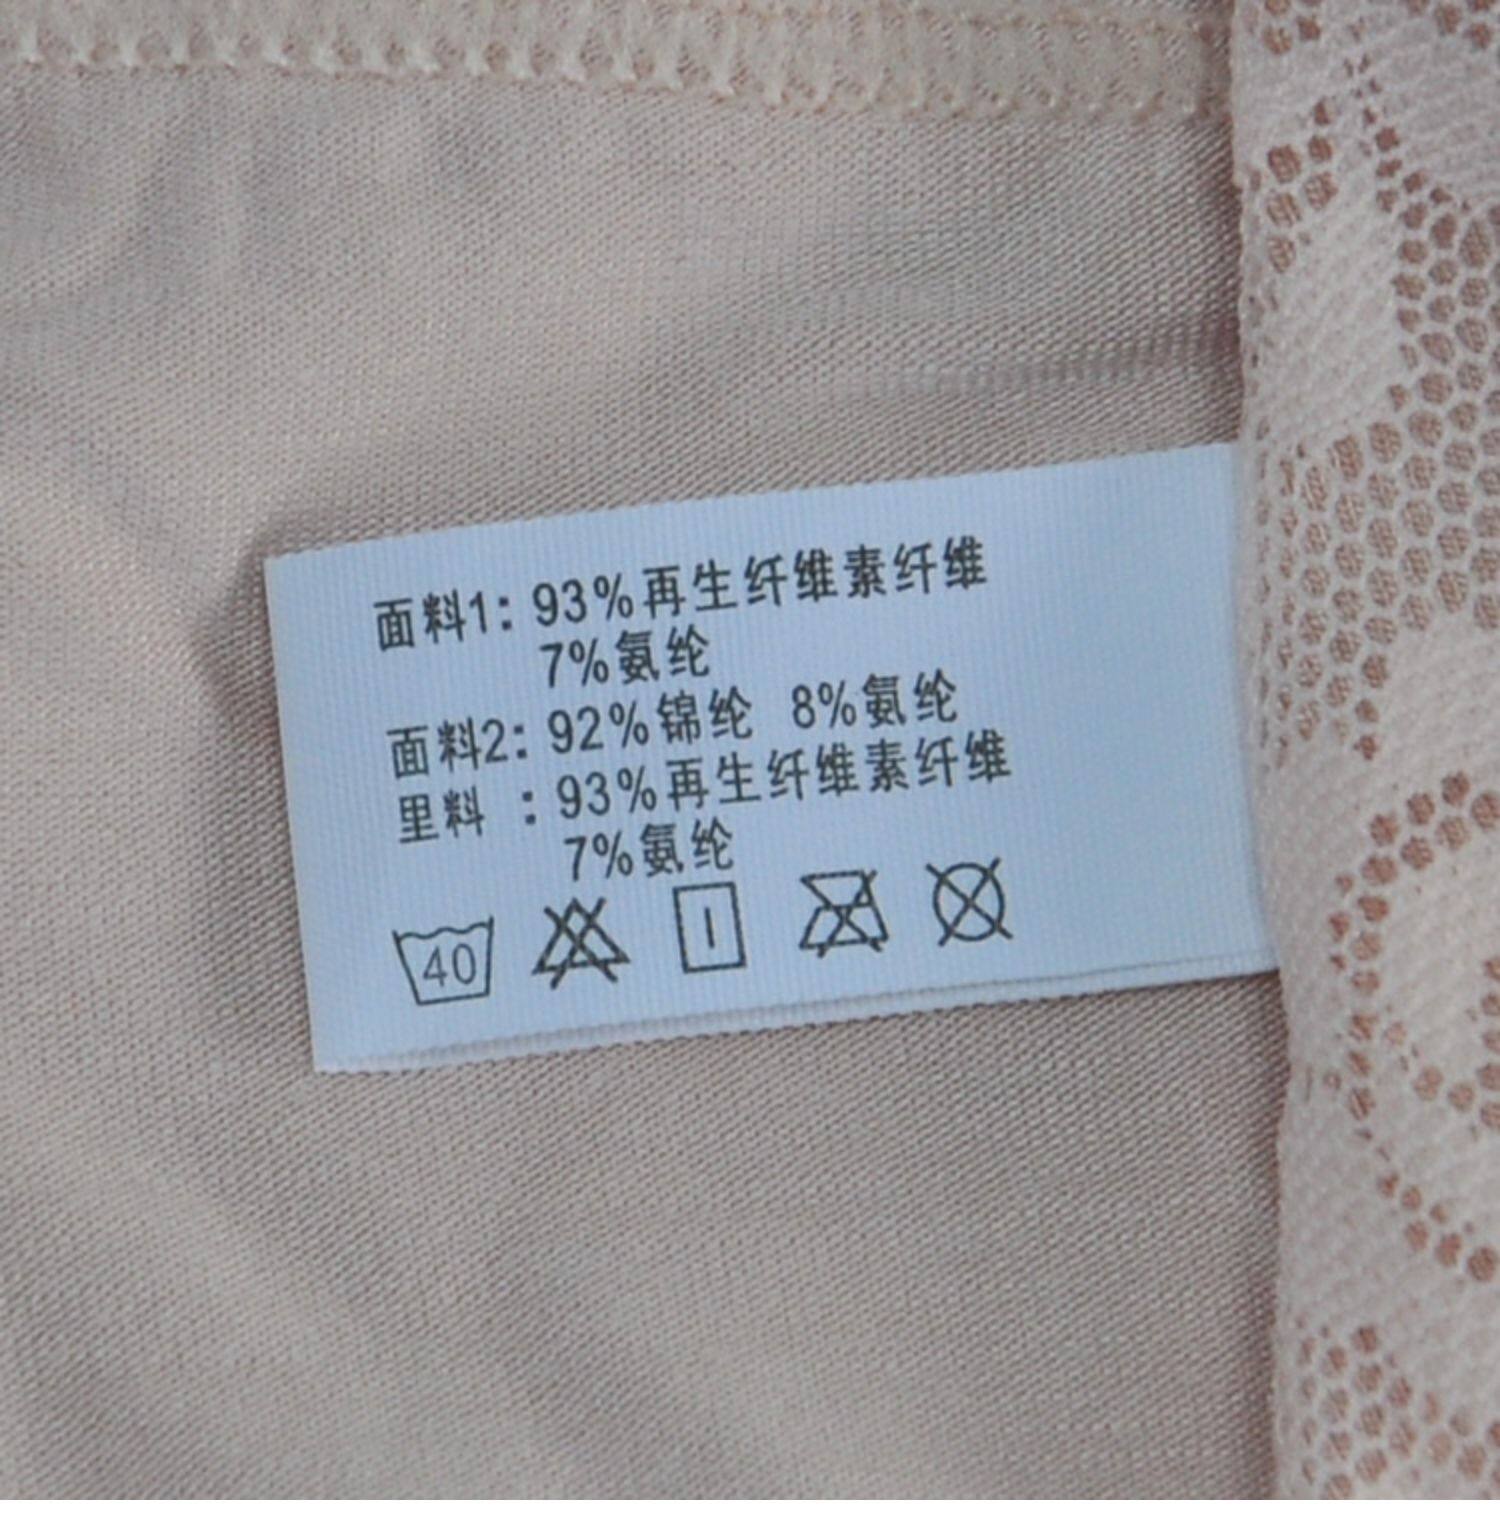 面料1: 93%再生纤维素纤维
7%氨纶
面料2: 92%锦纶 8%氨纶
里料 : 93%再生纤维素纤维
7%氨纶
40